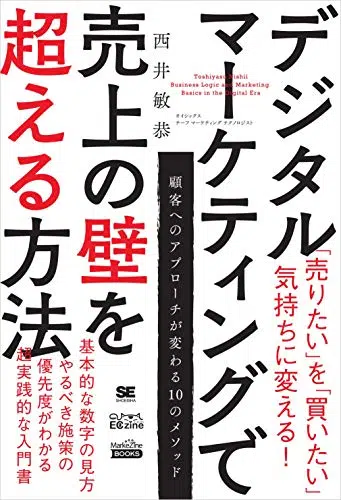 デジタル
マーケティングで
売上の壁を
超える方法
西井敏恭
Toshiyasu Nishii
Business Logic and Marketing
Basics in the Digital Era
オイシックス
チーフ マーケティング テクノロジスト
「売りたい」を「買いたい」
気持ちに変える！
顧客へのアプローチが変わる10のメソッド
基本的な数字の見方
やるべき施策の
優先度がわかる
超実践的な入門書
SE
SHOEISHA
ECzine
MarkeZine
BOOKS